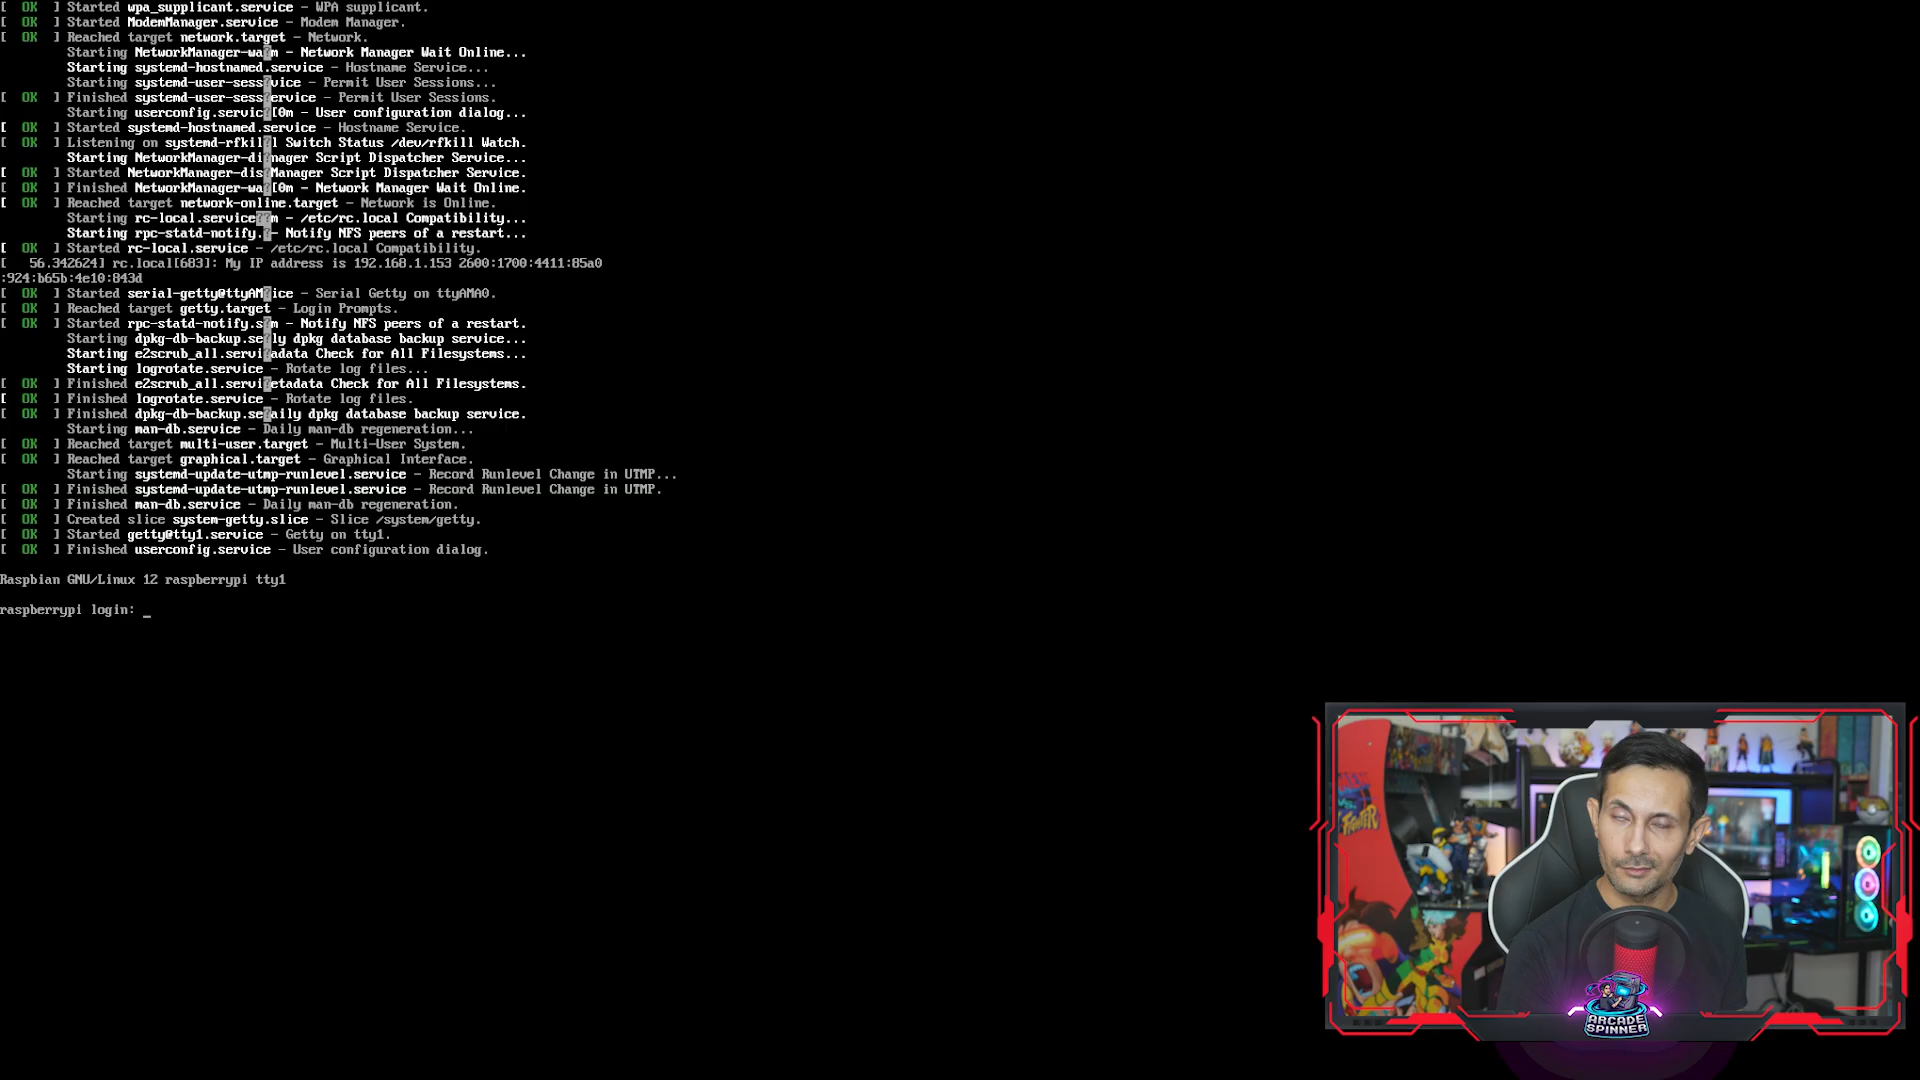 [  OK  ] Started wpa_supplicant.service - WPA supplicant.
[  OK  ] Started ModemManager.service - Modem Manager.
[  OK  ] Reached target network.target - Network.
Starting NetworkManager-wa?m - Network Manager Wait Online...
Starting systemd-hostnamed.service - Hostname Service...
Starting systemd-user-sess?vice - Permit User Sessions...
[  OK  ] Finished systemd-user-sess?ervice - Permit User Sessions.
Starting userconfig.servic?[0m - User configuration dialog...
[  OK  ] Started systemd-hostnamed.service - Hostname Service.
[  OK  ] Listening on systemd-rfkil?l Switch Status /dev/rfkill Watch.
Starting NetworkManager-di?nager Script Dispatcher Service...
[  OK  ] Started NetworkManager-dis?Manager Script Dispatcher Service.
[  OK  ] Finished NetworkManager-wa?[0m - Network Manager Wait Online.
[  OK  ] Reached target network-online.target - Network is Online.
Starting rc-local.service??m - /etc/rc.local Compatibility...
Starting rpc-statd-notify.?- Notify NFS peers of a restart...
[  OK  ] Started rc-local.service - /etc/rc.local Compatibility.
[   56.342624] rc.local[683]: My IP address is 192.168.1.153 2600:1700:4411:85a0
:924:b65b:4e10:843d
[  OK  ] Started serial-getty@ttyAM?ice - Serial Getty on ttyAMA0.
[  OK  ] Reached target getty.target - Login Prompts.
[  OK  ] Started rpc-statd-notify.s?m - Notify NFS peers of a restart.
Starting dpkg-db-backup.se?ly dpkg database backup service...
Starting e2scrub_all.servi?adata Check for All Filesystems...
Starting logrotate.service - Rotate log files...
[  OK  ] Finished e2scrub_all.servi?etadata Check for All Filesystems.
[  OK  ] Finished logrotate.service - Rotate log files.
[  OK  ] Finished dpkg-db-backup.se?aily dpkg database backup service.
Starting man-db.service - Daily man-db regeneration...
[  OK  ] Reached target multi-user.target - Multi-User System.
[  OK  ] Reached target graphical.target - Graphical Interface.
Starting systemd-update-utmp-runlevel.service - Record Runlevel Change in UTMP...
[  OK  ] Finished systemd-update-utmp-runlevel.service - Record Runlevel Change in UTMP.
[  OK  ] Finished man-db.service - Daily man-db regeneration.
[  OK  ] Created slice system-getty.slice - Slice /system/getty.
[  OK  ] Started getty@tty1.service - Getty on tty1.
[  OK  ] Finished userconfig.service - User configuration dialog.
Raspbian GNU/Linux 12 raspberrypi tty1
raspberrypi login: _
FIGHTER
ARCADE
SPINNER